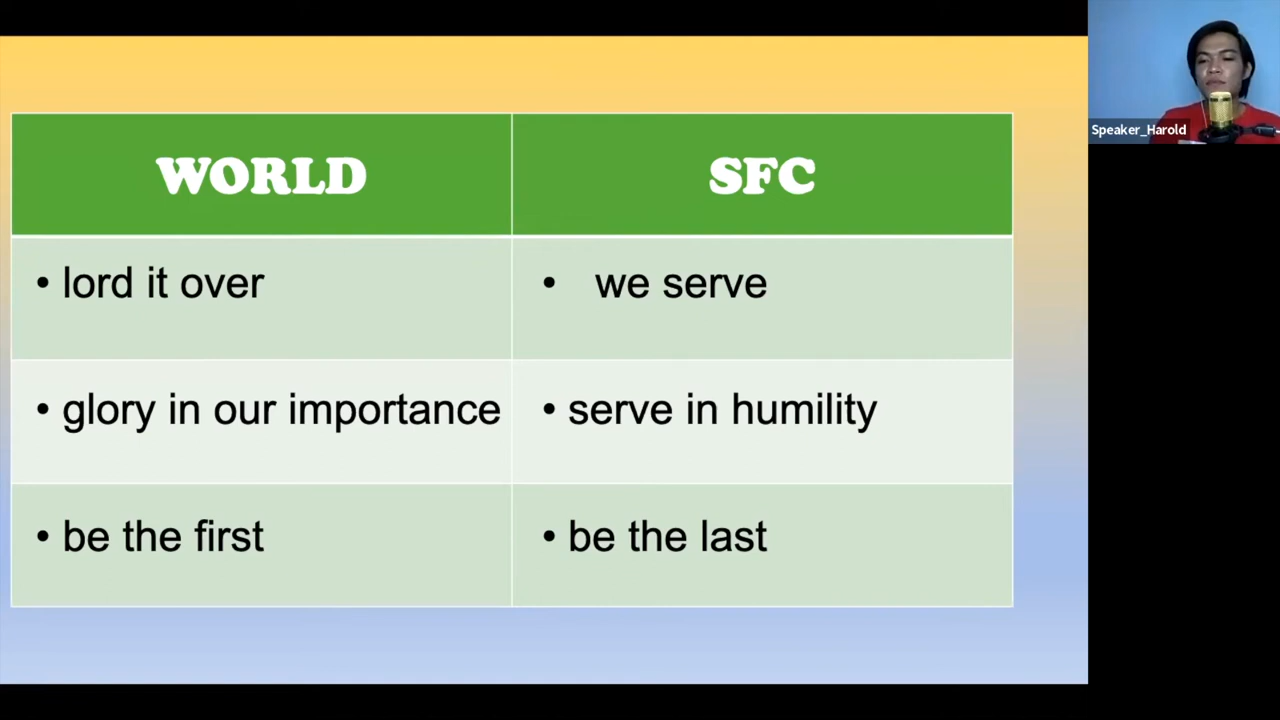 WORLD
SFC
• lord it over
• we serve
• glory in our importance
• serve in humility
• be the first
• be the last
Speaker_Harold